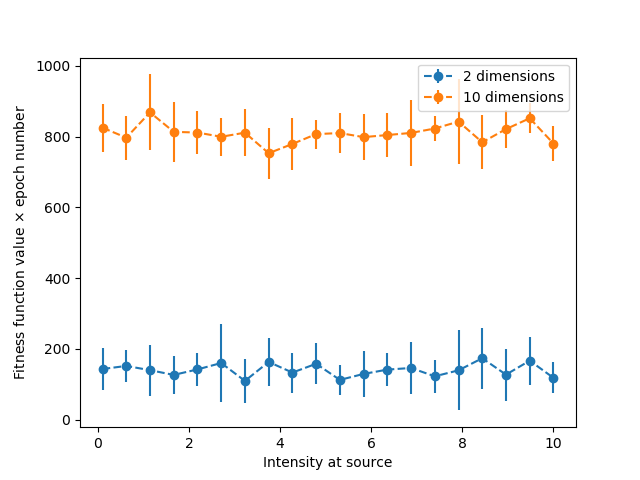 2 dimensions
10 dimensions
Fitness function value × epoch number
1000
800
600
400
200
0
0 2 4 6 8 10
Intensity at source